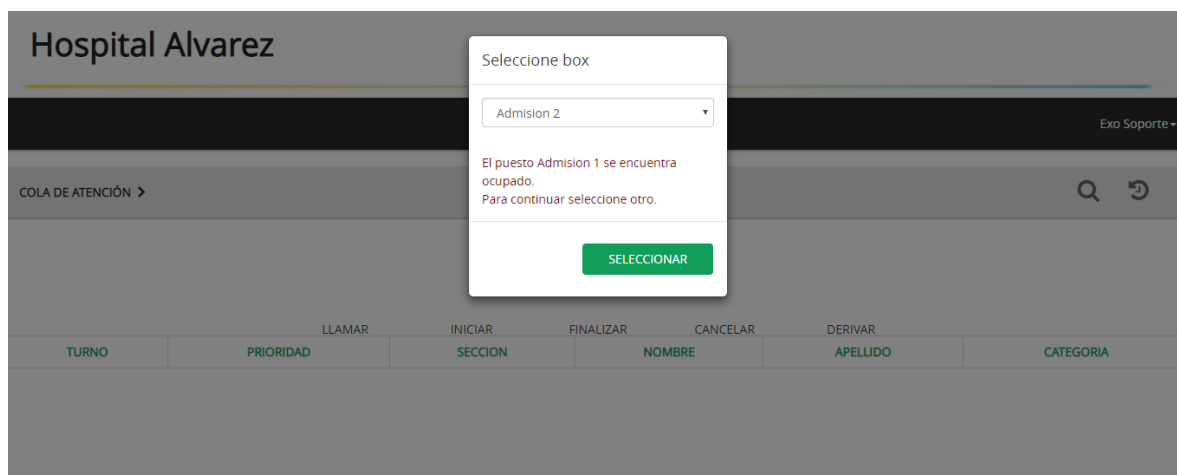 Hospital Alvarez
Seleccione box
Admision 2
Exo Soporte
El puesto Admision 1 se encuentra
ocupado.
Para continuar seleccione otro.
COLA DE ATENCIÓN
SELECCIONAR
LLAMAR INICIAR FINALIZAR CANCELAR DERIVAR
TURNO PRIORIDAD SECCION NOMBRE APELLIDO CATEGORIA